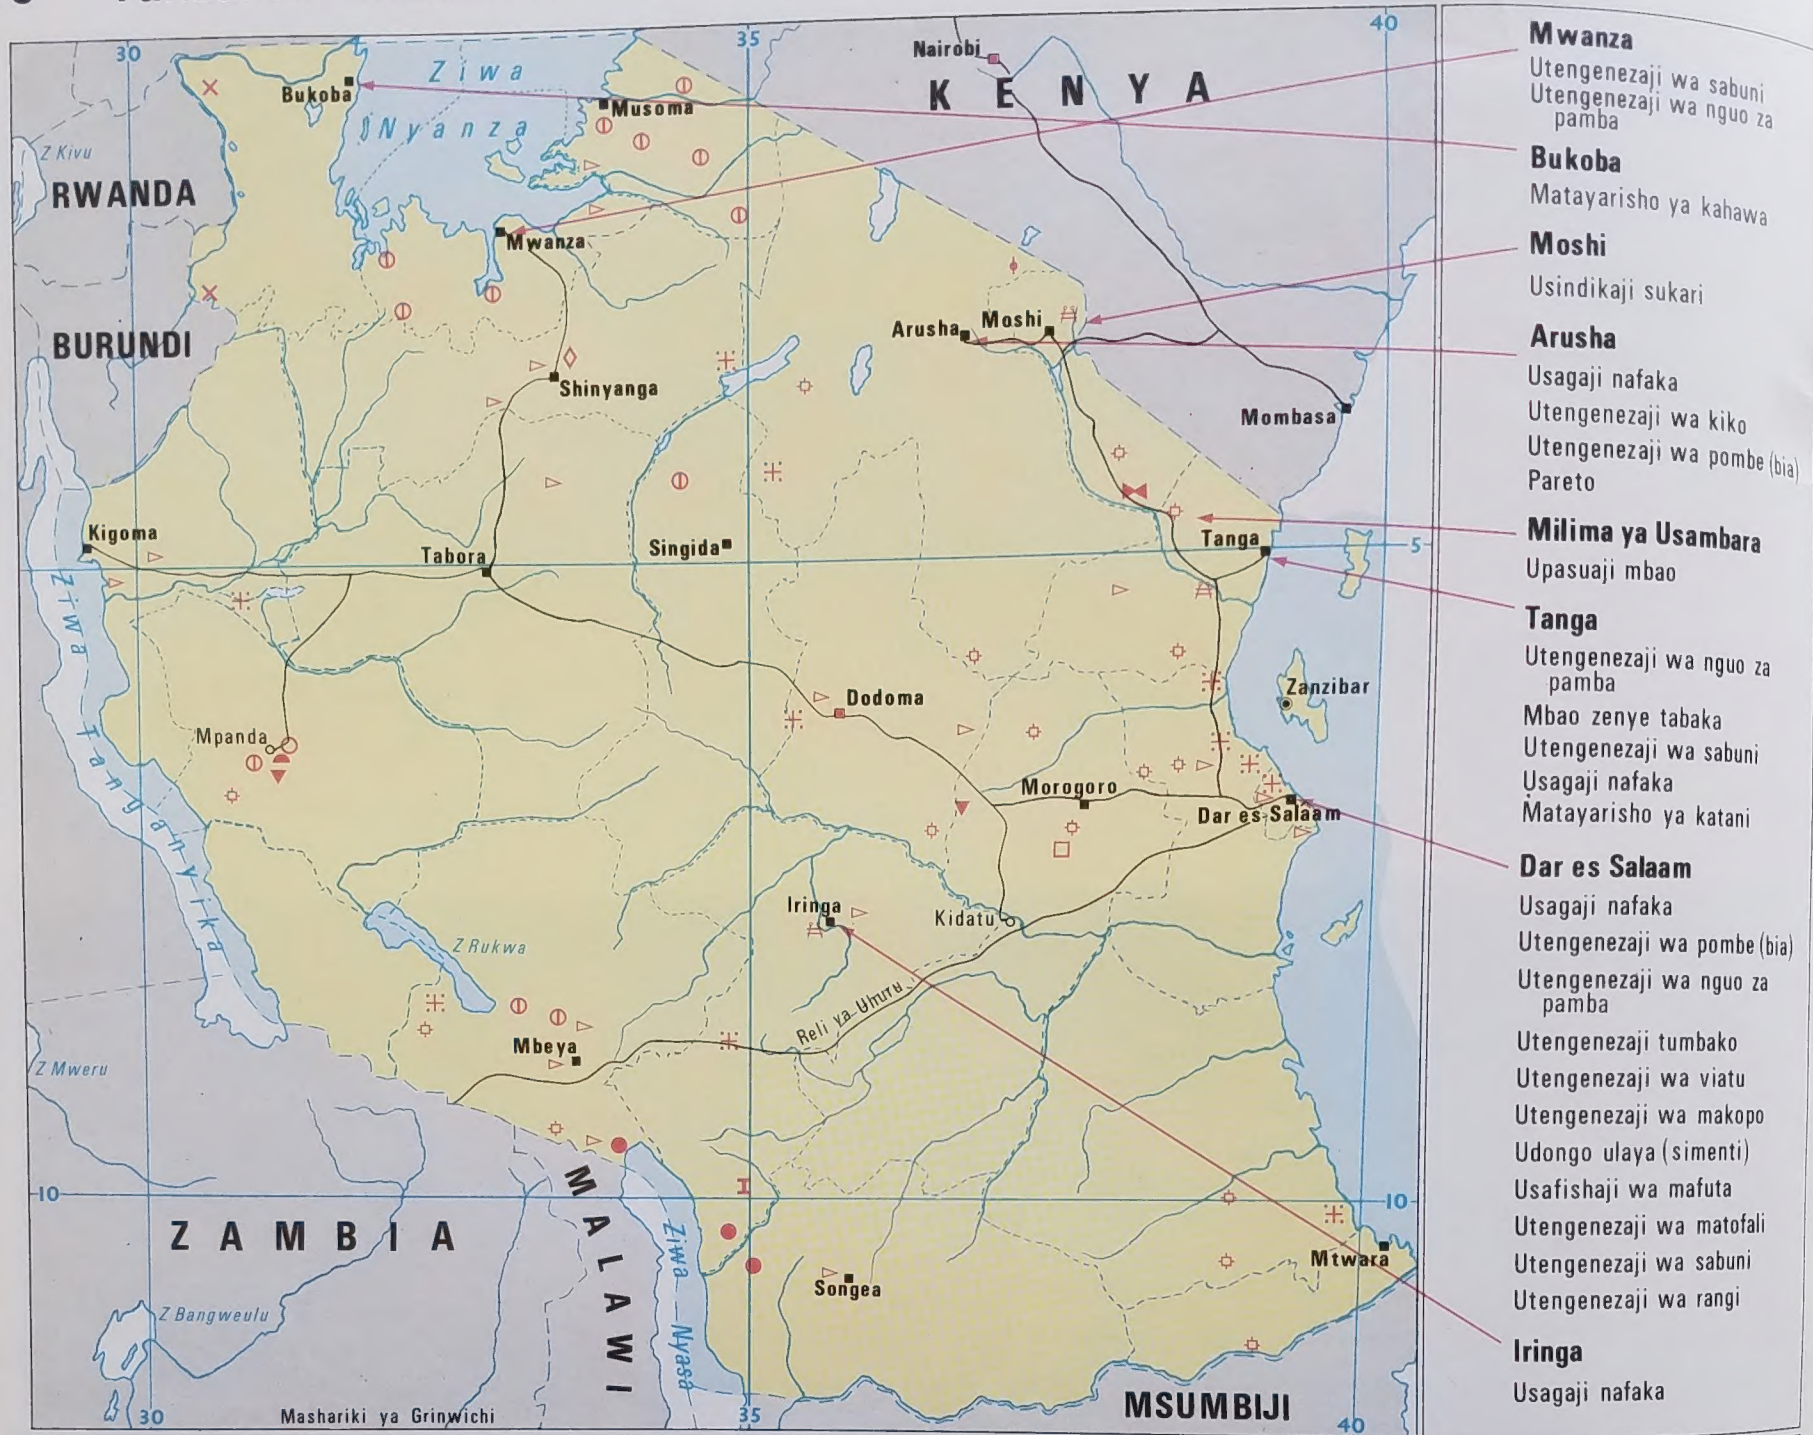 30
35
40
Nairobi
KENYA
Bukoba
Ziwa
Nyanza
Musoma
Z Kivu
RWANDA
Mwanza
BURUNDI
Arusha
Moshi
Shinyanga
Mombasa
Kigoma
Tabora
Singida
Tanga
5
Ziwa Tanganyika
Zanzibar
Dodoma
Mpanda
Morogoro
Dar es Salaam
Iringa
Kidatu
Z Rukwa
Reli ya Uhuru
Mbeya
Z Mweru
10
10
ZAMBIA
MALAWI
Ziwa Nyasa
Mtwara
Songea
Z Bangweulu
MSUMBIJI
30
Mashariki ya Grinwichi
35
40
Mwanza
Utengenezaji wa sabuni
Utengenezaji wa nguo za
pamba
Bukoba
Matayarisho ya kahawa
Moshi
Usindikaji sukari
Arusha
Usagaji nafaka
Utengenezaji wa kiko
Utengenezaji wa pombe (bia)
Pareto
Milima ya Usambara
Upasuaji mbao
Tanga
Utengenezaji wa nguo za
pamba
Mbao zenye tabaka
Utengenezaji wa sabuni
Usagaji nafaka
Matayarisho ya katani
Dar es Salaam
Usagaji nafaka
Utengenezaji wa pombe (bia)
Utengenezaji wa nguo za
pamba
Utengenezaji tumbako
Utengenezaji wa viatu
Utengenezaji wa makopo
Udongo ulaya (simenti)
Usafishaji wa mafuta
Utengenezaji wa matofali
Utengenezaji wa sabuni
Utengenezaji wa rangi
Iringa
Usagaji nafaka